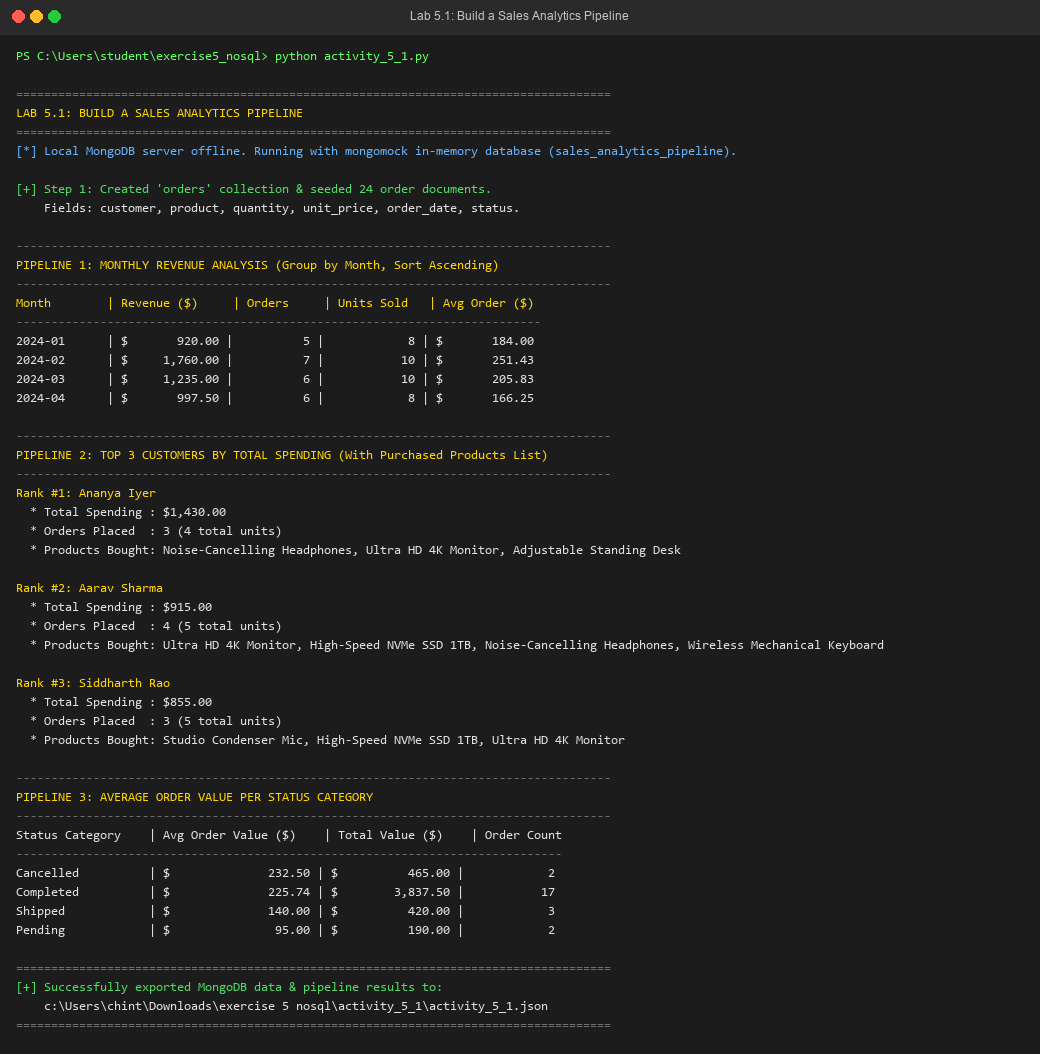 Lab 5.1: Build a Sales Analytics Pipeline
PS C:\Users\student\exercise5_nosql> python activity_5_1.py
=====================================================================================
LAB 5.1: BUILD A SALES ANALYTICS PIPELINE
=====================================================================================
[*] Local MongoDB server offline. Running with mongomock in-memory database (sales_analytics_pipeline).
[+] Step 1: Created 'orders' collection & seeded 24 order documents.
    Fields: customer, product, quantity, unit_price, order_date, status.
-------------------------------------------------------------------------------------
PIPELINE 1: MONTHLY REVENUE ANALYSIS (Group by Month, Sort Ascending)
-------------------------------------------------------------------------------------
Month        | Revenue ($)     | Orders     | Units Sold   | Avg Order ($)
---------------------------------------------------------------------------
2024-01      | $       920.00 |          5 |            8 | $       184.00
2024-02      | $     1,760.00 |          7 |           10 | $       251.43
2024-03      | $     1,235.00 |          6 |           10 | $       205.83
2024-04      | $       997.50 |          6 |            8 | $       166.25
-------------------------------------------------------------------------------------
PIPELINE 2: TOP 3 CUSTOMERS BY TOTAL SPENDING (With Purchased Products List)
-------------------------------------------------------------------------------------
Rank #1: Ananya Iyer
  * Total Spending : $1,430.00
  * Orders Placed  : 3 (4 total units)
  * Products Bought: Noise-Cancelling Headphones, Ultra HD 4K Monitor, Adjustable Standing Desk
Rank #2: Aarav Sharma
  * Total Spending : $915.00
  * Orders Placed  : 4 (5 total units)
  * Products Bought: Ultra HD 4K Monitor, High-Speed NVMe SSD 1TB, Noise-Cancelling Headphones, Wireless Mechanical Keyboard
Rank #3: Siddharth Rao
  * Total Spending : $855.00
  * Orders Placed  : 3 (5 total units)
  * Products Bought: Studio Condenser Mic, High-Speed NVMe SSD 1TB, Ultra HD 4K Monitor
-------------------------------------------------------------------------------------
PIPELINE 3: AVERAGE ORDER VALUE PER STATUS CATEGORY
-------------------------------------------------------------------------------------
Status Category    | Avg Order Value ($)    | Total Value ($)    | Order Count
------------------------------------------------------------------------------
Cancelled          | $              232.50 | $          465.00 |            2
Completed          | $              225.74 | $        3,837.50 |           17
Shipped            | $              140.00 | $          420.00 |            3
Pending            | $               95.00 | $          190.00 |            2
=====================================================================================
[+] Successfully exported MongoDB data & pipeline results to:
    c:\Users\chint\Downloads\exercise 5 nosql\activity_5_1\activity_5_1.json
=====================================================================================